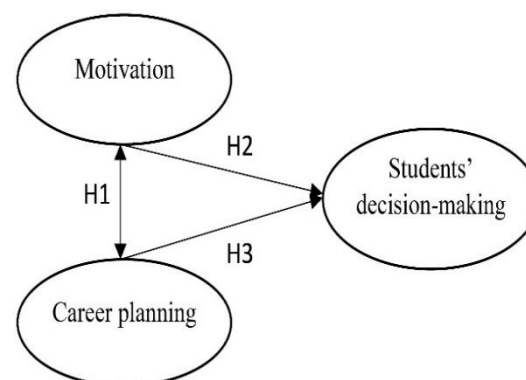 Motivation
H2
Students’
decision-making
H1
H3
Career planning